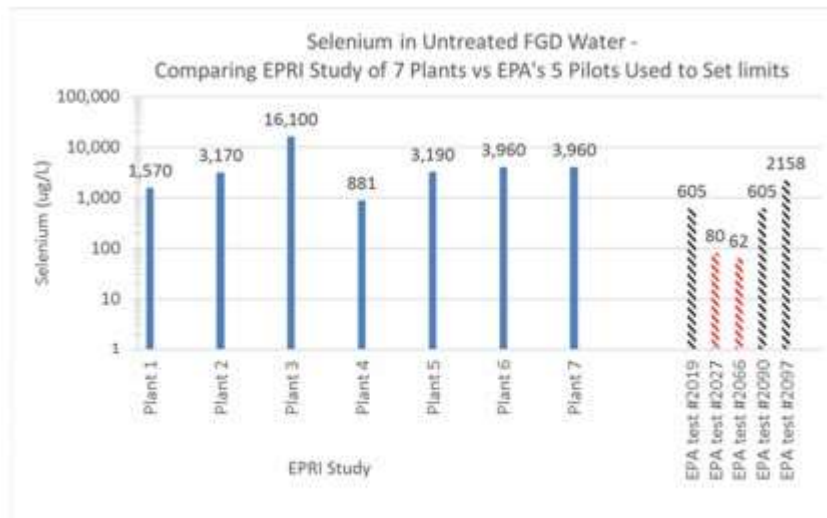 Selenium in Untreated FGD Water -
Comparing EPRI Study of 7 Plants vs EPA's 5 Pilots Used to Set limits
Selenium (ug/L)
100,000
10,000
1,000
100
10
1
1,570
3,170
16,100
881
3,190
3,960
3,960
605
80
62
605
2158
Plant 1
Plant 2
Plant 3
Plant 4
Plant 5
Plant 6
Plant 7
EPA test #2019
EPA test #2027
EPA test #2066
EPA test #2090
EPA test #2097
EPRI Study